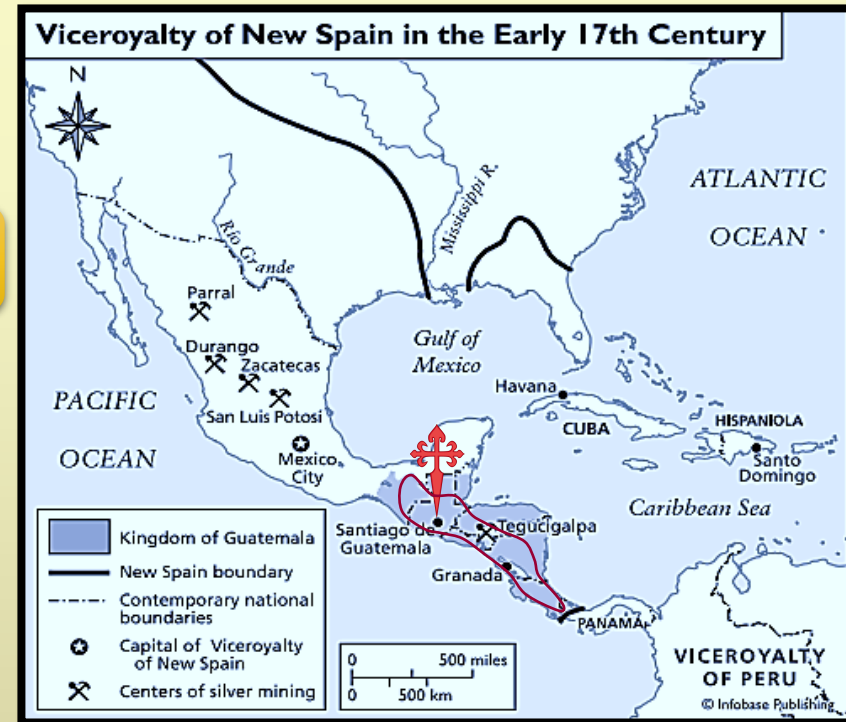 Viceroyalty of New Spain in the Early 17th Century
N
ATLANTIC
OCEAN
Mississippi R.
Río Grande
Parral
Durango
Zacatecas
San Luis Potosi
Gulf of
Mexico
PACIFIC
OCEAN
Havana
CUBA
HISPANIOLA
Santo
Domingo
Mexico
City
Caribbean Sea
Santiago de
Guatemala
Tegucigalpa
Granada
PANAMA
VICEROYALTY
OF PERU
Kingdom of Guatemala
New Spain boundary
Contemporary national
boundaries
Capital of Viceroyalty
of New Spain
Centers of silver mining
0 500 miles
0 500 km
© Infobase Publishing